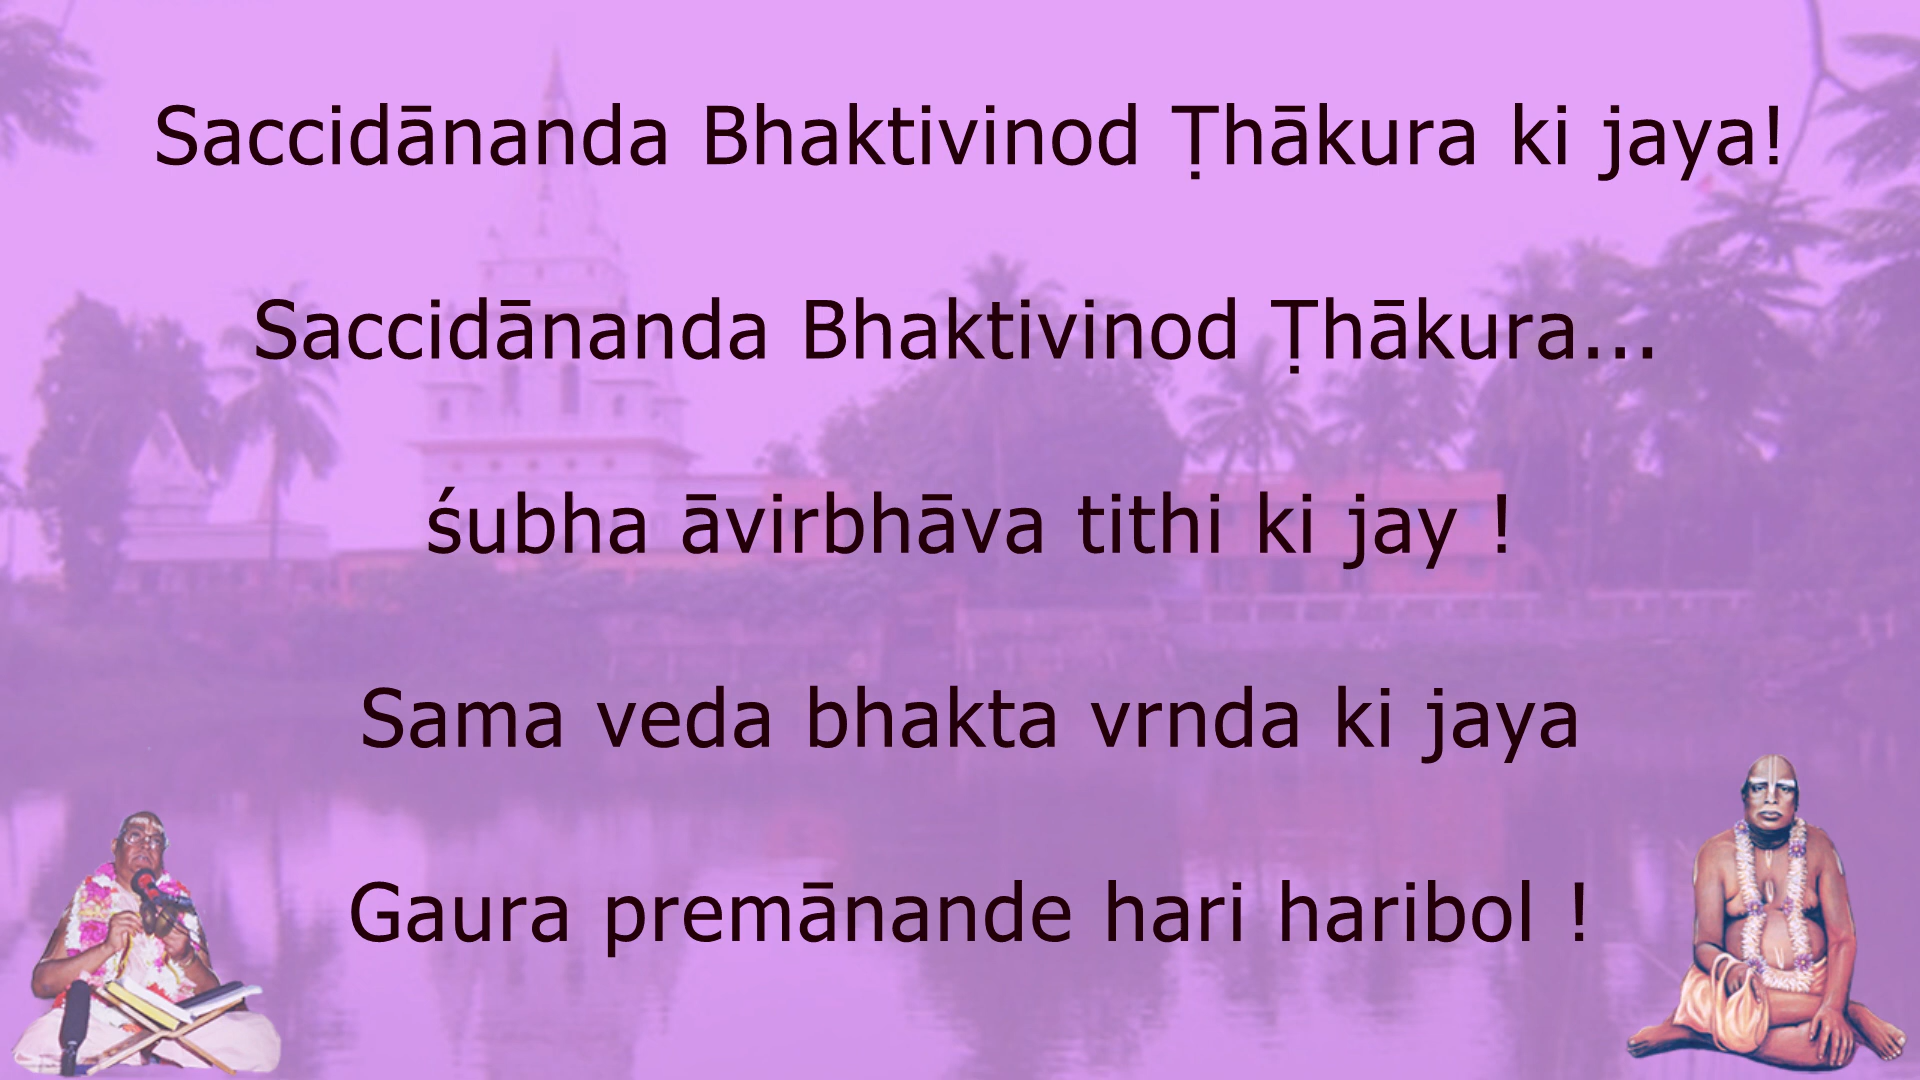 Saccidānanda Bhaktivinod Ṭhākura ki jaya!
Saccidānanda Bhaktivinod Ṭhākura...
śubha āvirbhāva tithi ki jay !
Sama veda bhakta vrnda ki jaya
Gaura premānande hari haribol !